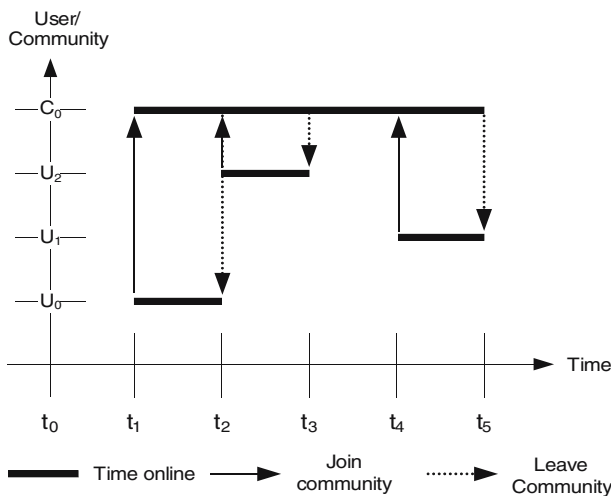 User/
Community
C₀
U₂
U₁
U₀
Time
t₀ t₁ t₂ t₃ t₄ t₅
Time online Join community Leave Community